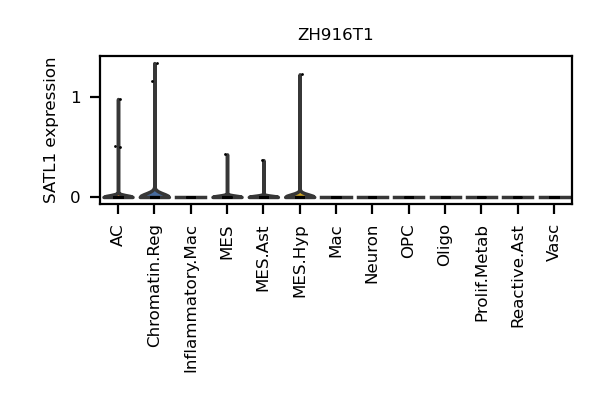 ZH916T1
SATL1 expression
1
0
AC
Chromatin.Reg
Inflammatory.Mac
MES
MES.Ast
MES.Hyp
Mac
Neuron
OPC
Oligo
Prolif.Metab
Reactive.Ast
Vasc